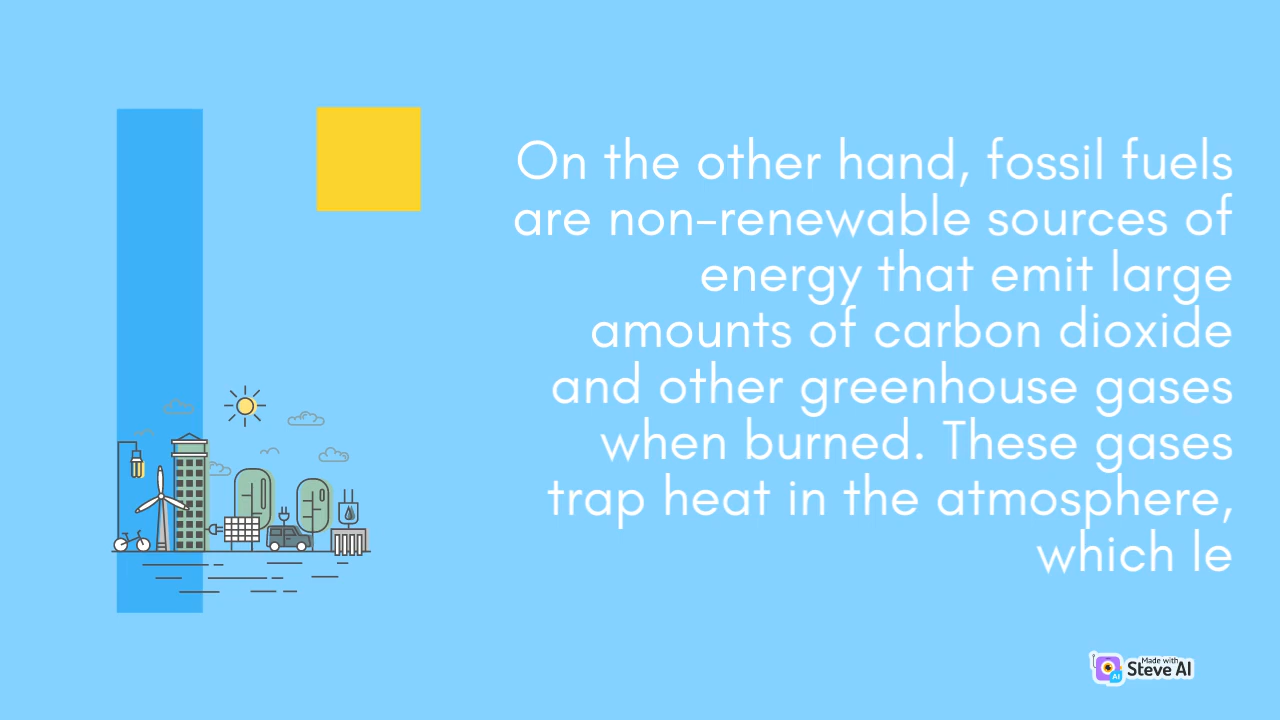 On the other hand, fossil fuels
are non-renewable sources of
energy that emit large
amounts of carbon dioxide
and other greenhouse gases
when burned. These gases
trap heat in the atmosphere,
which le
Made with
Steve AI
AI